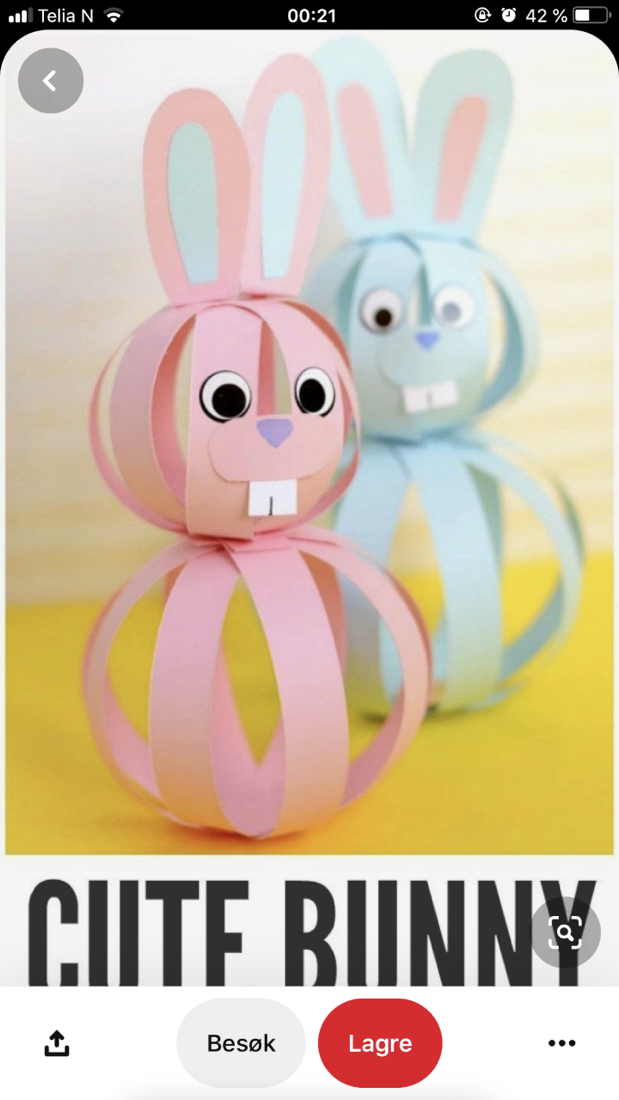 Telia N 00:21 42 %
CUTE BUNNY
Besøk Lagre